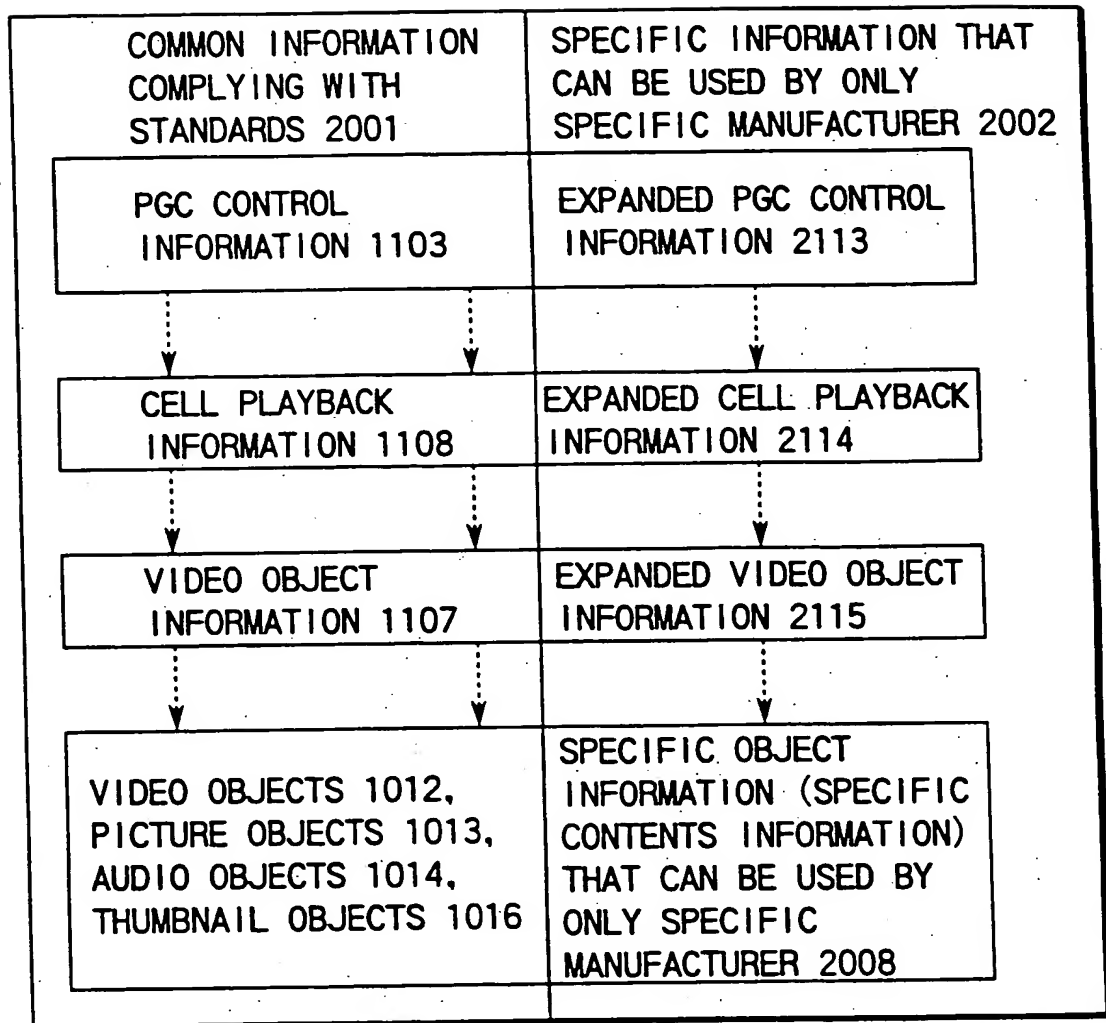 COMMON INFORMATION
COMPLYING WITH
STANDARDS 2001
SPECIFIC INFORMATION THAT
CAN BE USED BY ONLY
SPECIFIC MANUFACTURER 2002
PGC CONTROL
INFORMATION 1103
EXPANDED PGC CONTROL
INFORMATION 2113
CELL PLAYBACK
INFORMATION 1108
EXPANDED CELL PLAYBACK
INFORMATION 2114
VIDEO OBJECT
INFORMATION 1107
EXPANDED VIDEO OBJECT
INFORMATION 2115
VIDEO OBJECTS 1012,
PICTURE OBJECTS 1013,
AUDIO OBJECTS 1014,
THUMBNAIL OBJECTS 1016
SPECIFIC OBJECT
INFORMATION (SPECIFIC
CONTENTS INFORMATION)
THAT CAN BE USED BY
ONLY SPECIFIC
MANUFACTURER 2008